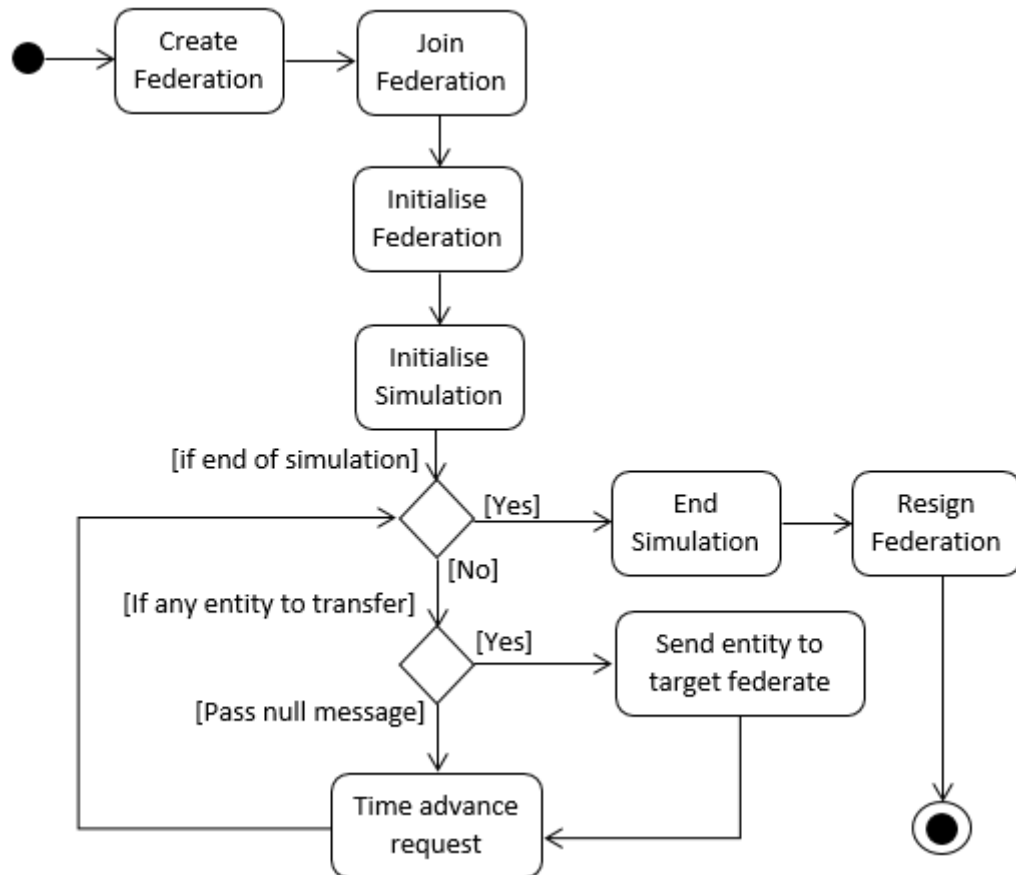 Create
Federation
Join
Federation
Initialise
Federation
Initialise
Simulation
[if end of simulation]
[Yes]
End
Simulation
Resign
Federation
[No]
[If any entity to transfer]
[Yes]
Send entity to
target federate
[Pass null message]
Time advance
request